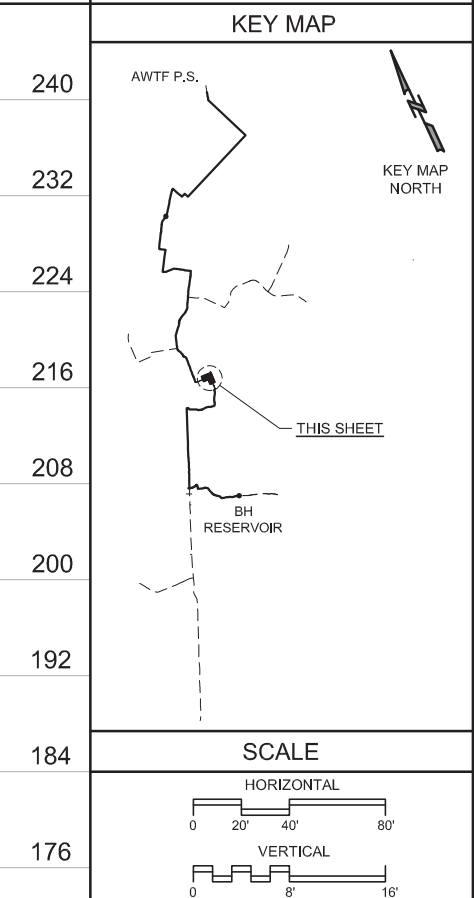 KEY MAP
240
232
224
216
208
200
192
184
176
AWTF P.S.
KEY MAP
NORTH
THIS SHEET
BH
RESERVOIR
SCALE
HORIZONTAL
0 20' 40' 80'
VERTICAL
0 8' 16'